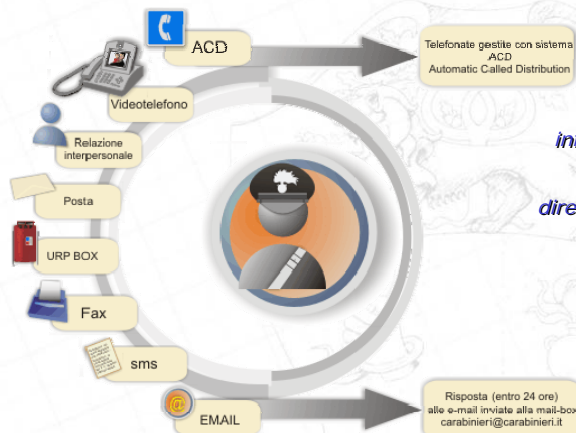 ACD
Telefonate gestite con sistema
ACD
Automatic Called Distribution
Videotelefono
Relazione
interpersonale
Posta
URP BOX
Fax
sms
EMAIL
@
Risposta (entro 24 ore)
alle e-mail inviate alla mail-box
carabinieri@carabinieri.it
dire